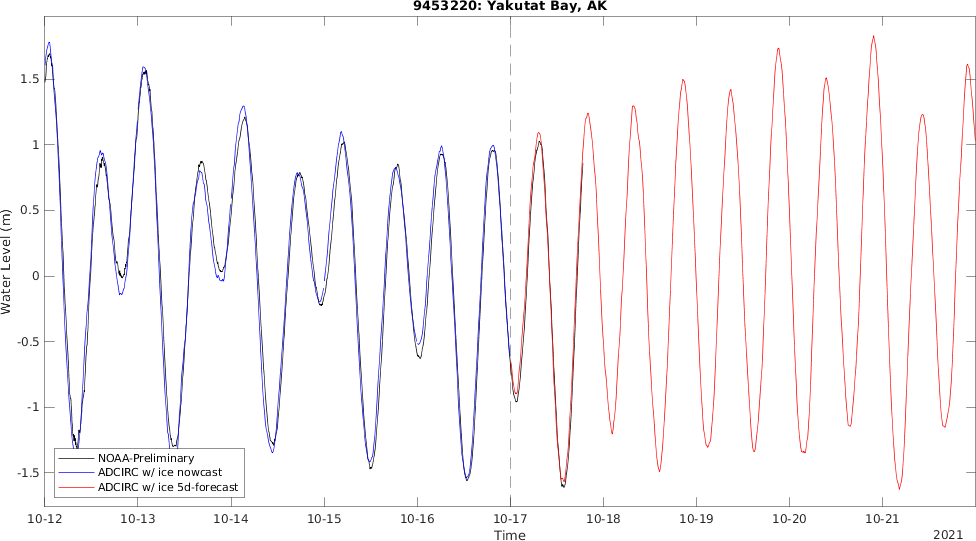 9453220: Yakutat Bay, AK
Water Level (m)
1.5
1
0.5
0
-0.5
-1
-1.5
NOAA-Preliminary
ADCIRC w/ ice nowcast
ADCIRC w/ ice 5d-forecast
10-12 10-13 10-14 10-15 10-16 10-17 10-18 10-19 10-20 10-21
Time
2021